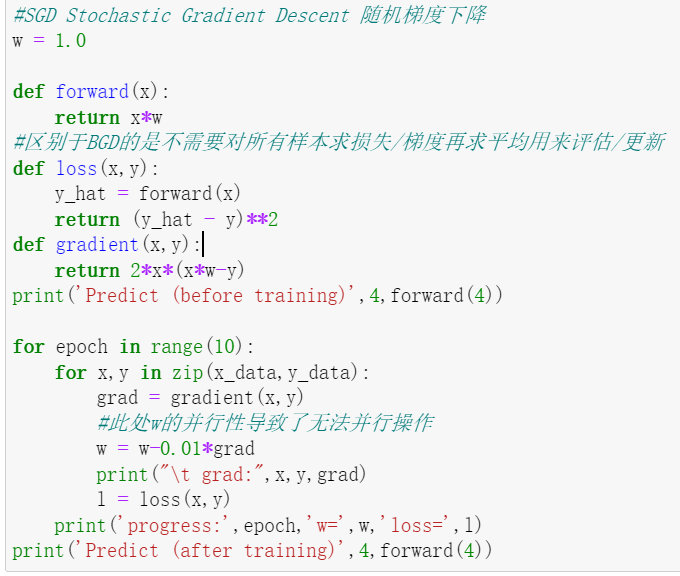 #SGD Stochastic Gradient Descent 随机梯度下降
w = 1.0
def forward(x):
    return x*w
#区别于BGD的是不需要对所有样本求损失/梯度再求平均用来评估/更新
def loss(x,y):
    y_hat = forward(x)
    return (y_hat - y)**2
def gradient(x,y):
    return 2*x*(x*w-y)
print('Predict (before training)',4,forward(4))
for epoch in range(10):
    for x,y in zip(x_data,y_data):
        grad = gradient(x,y)
        #此处w的并行性导致了无法并行操作
        w = w-0.01*grad
        print("\t grad:",x,y,grad)
        l = loss(x,y)
    print('progress:',epoch,'w=',w,'loss=',l)
print('Predict (after training)',4,forward(4))